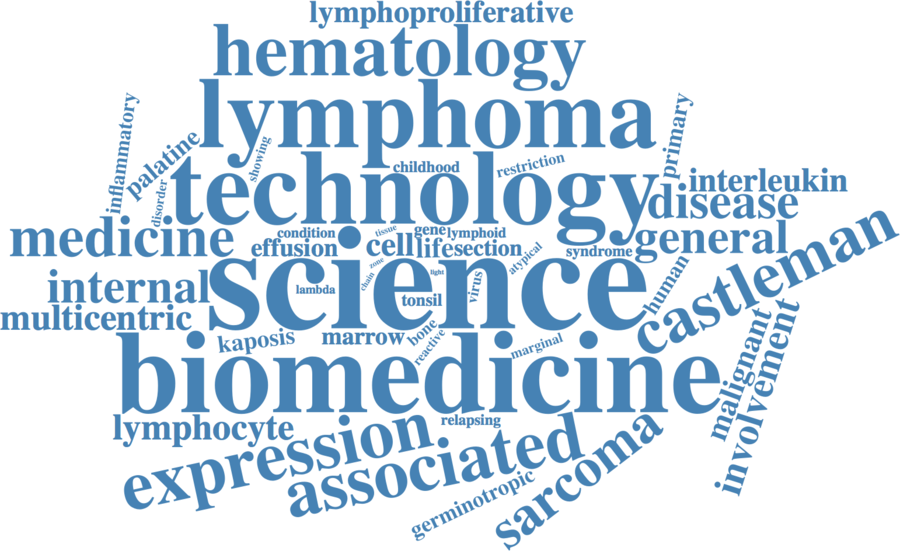 lymphoproliferative
hematology
lymphoma
inflammatory
palatine
showing
primary
childhood
restriction
technology
disorder
interleukin
disease
medicine
condition
tissue
gene
lymphoid
effusion
cell
life
section
syndrome
general
castleman
internal
science
zone
chain
light
atypical
virus
lambda
tonsil
human
multicentric
kaposis
marrow
bone
reactive
marginal
malignant
involvement
biomedicine
lymphocyte
relapsing
expression
associated
sarcoma
germinotropic